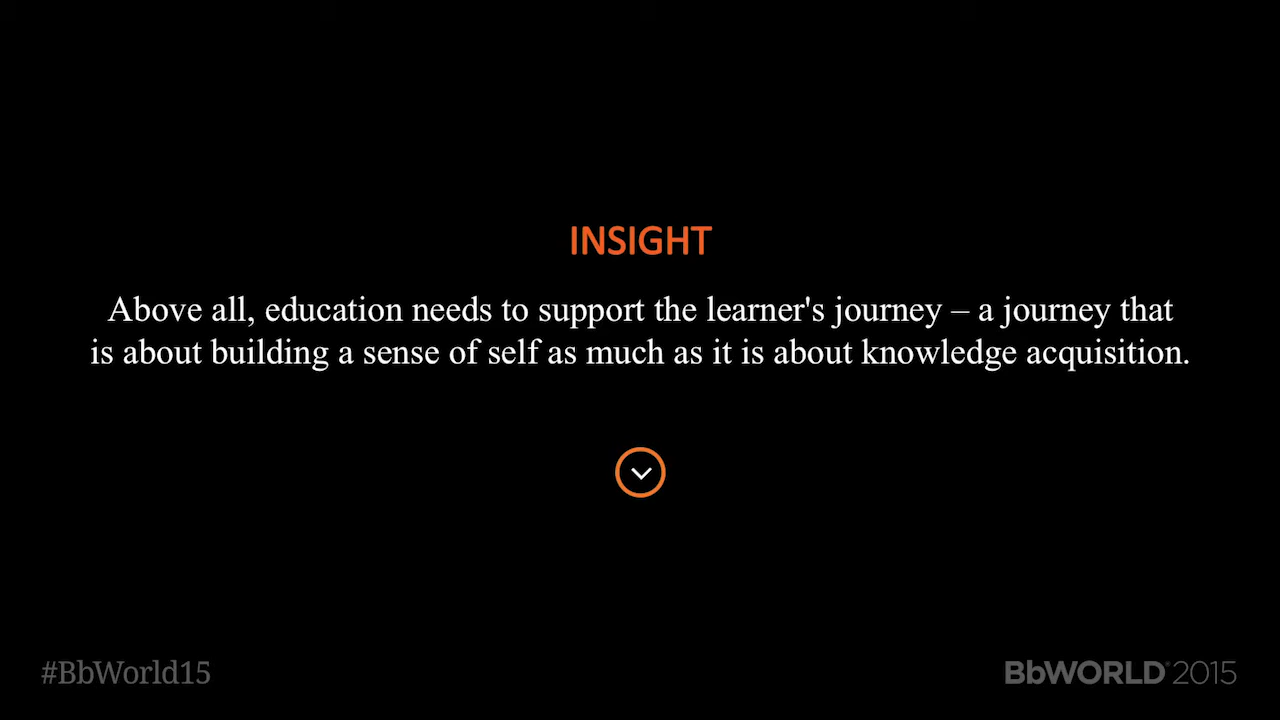 INSIGHT
Above all, education needs to support the learner's journey – a journey that
is about building a sense of self as much as it is about knowledge acquisition.
#BbWorld15
BbWORLD® 2015